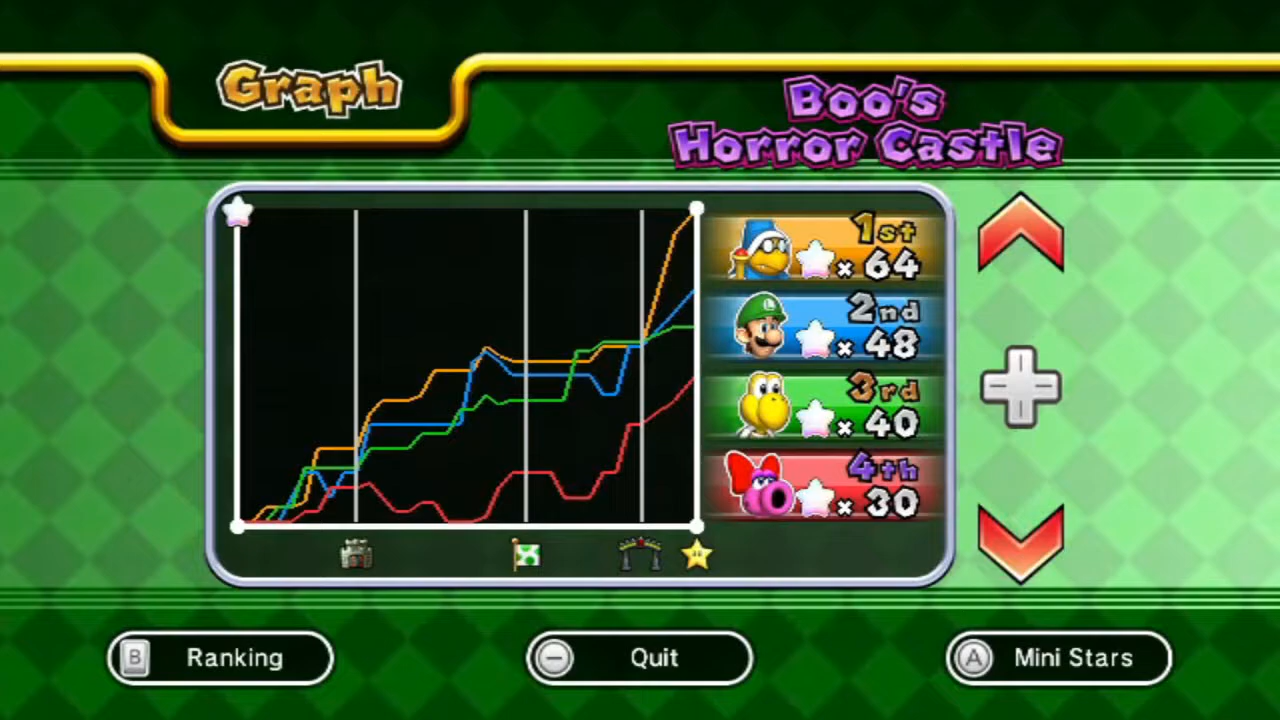 Graph
Boo's
Horror Castle
1st
× 64
L
2nd
× 48
3rd
× 40
4th
× 30
B Ranking
− Quit
A Mini Stars